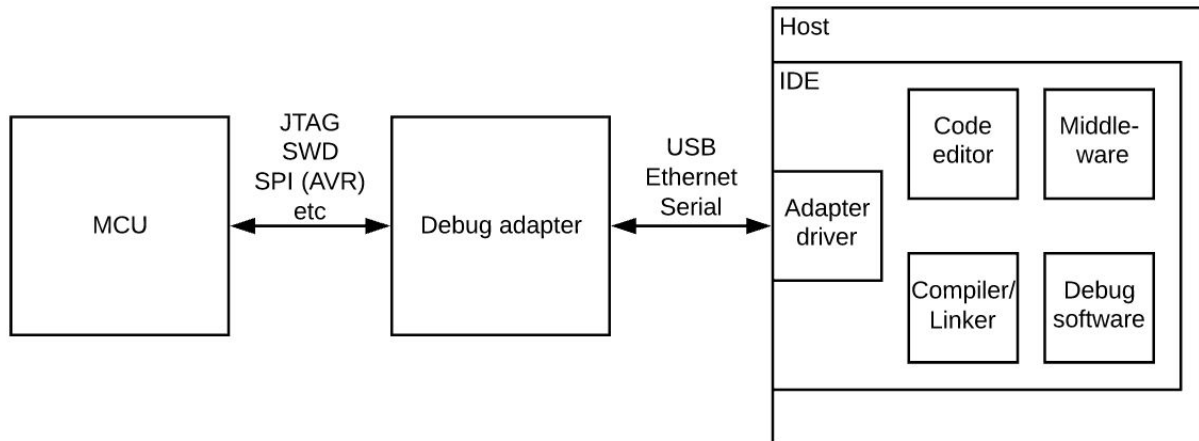 MCU
JTAG
SWD
SPI (AVR)
etc
Debug adapter
USB
Ethernet
Serial
Host
IDE
Adapter
driver
Code
editor
Middle-
ware
Compiler/
Linker
Debug
software